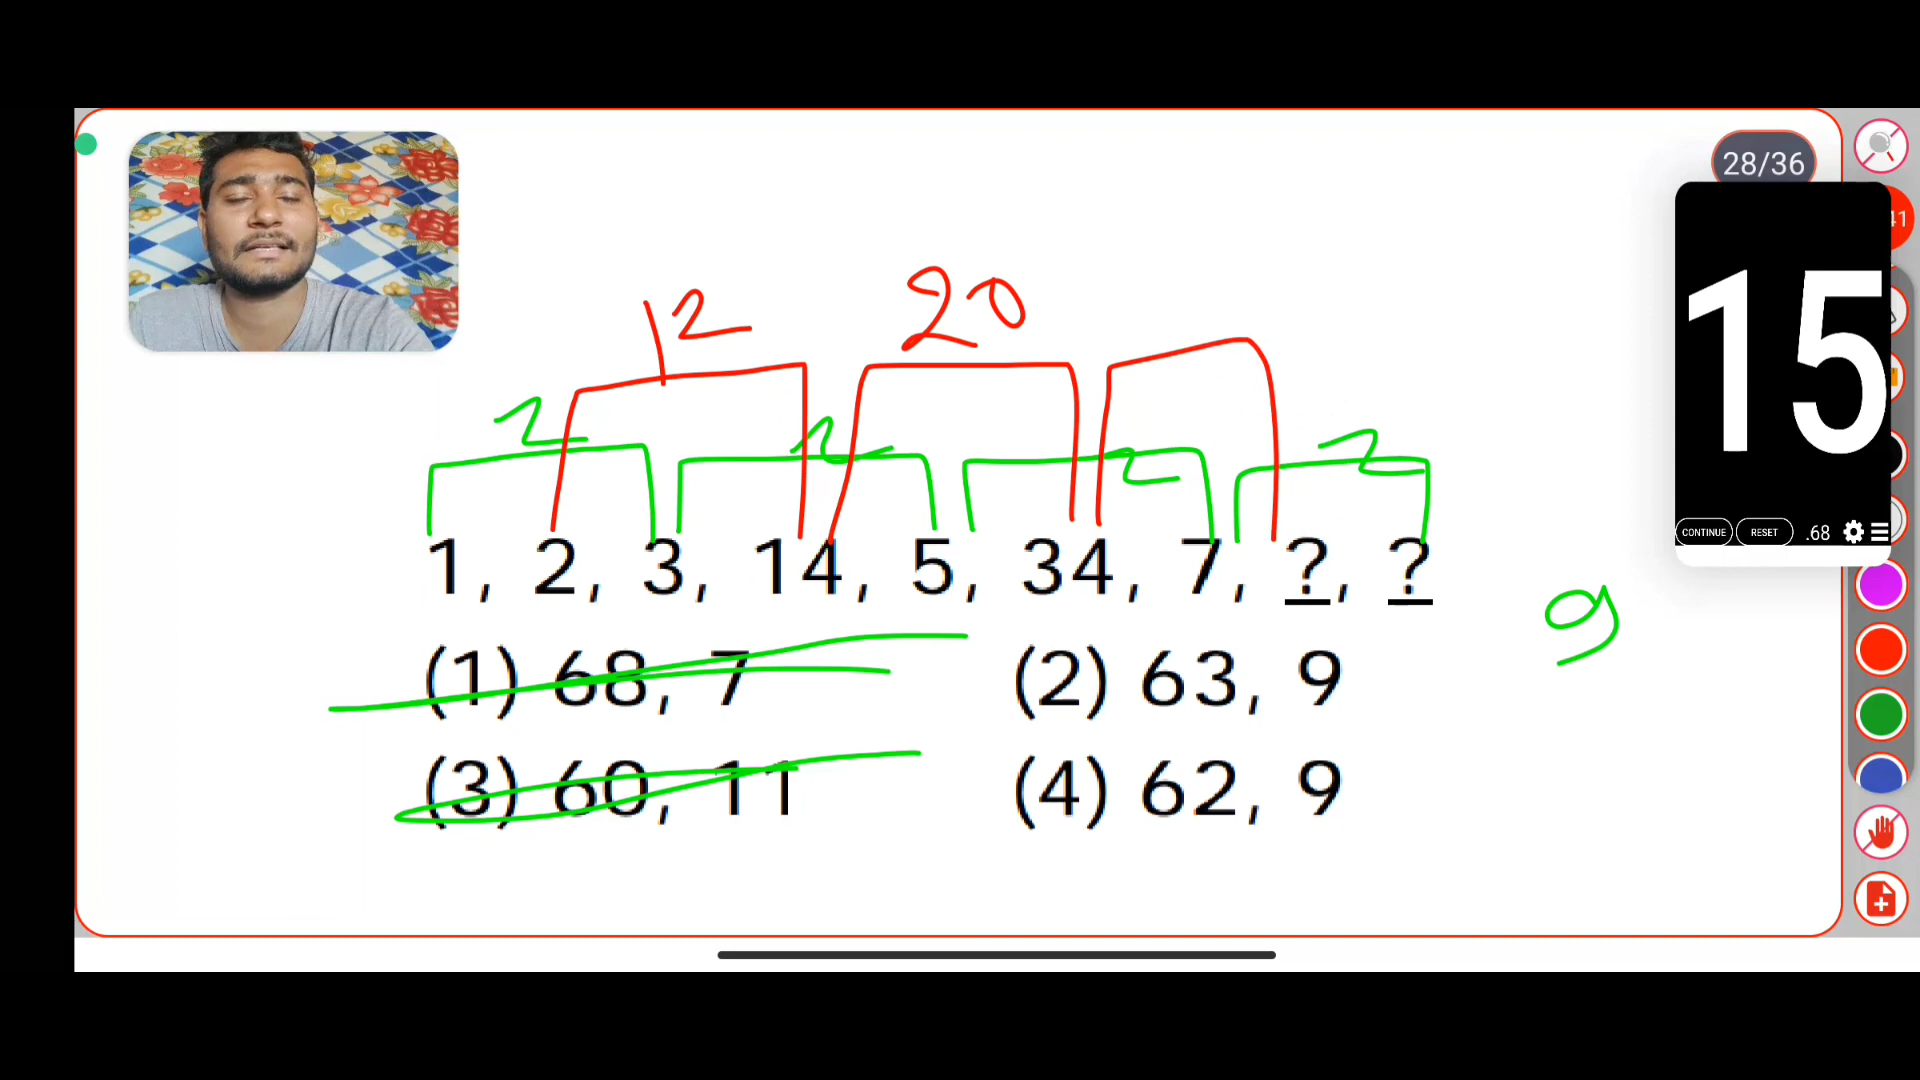 28/36
41
15
CONTINUE RESET .68
12 20
2 2 2 2
1, 2, 3, 14, 5, 34, 7, ?, ?
9
(1) 68, 7 (2) 63, 9
(3) 60, 11 (4) 62, 9